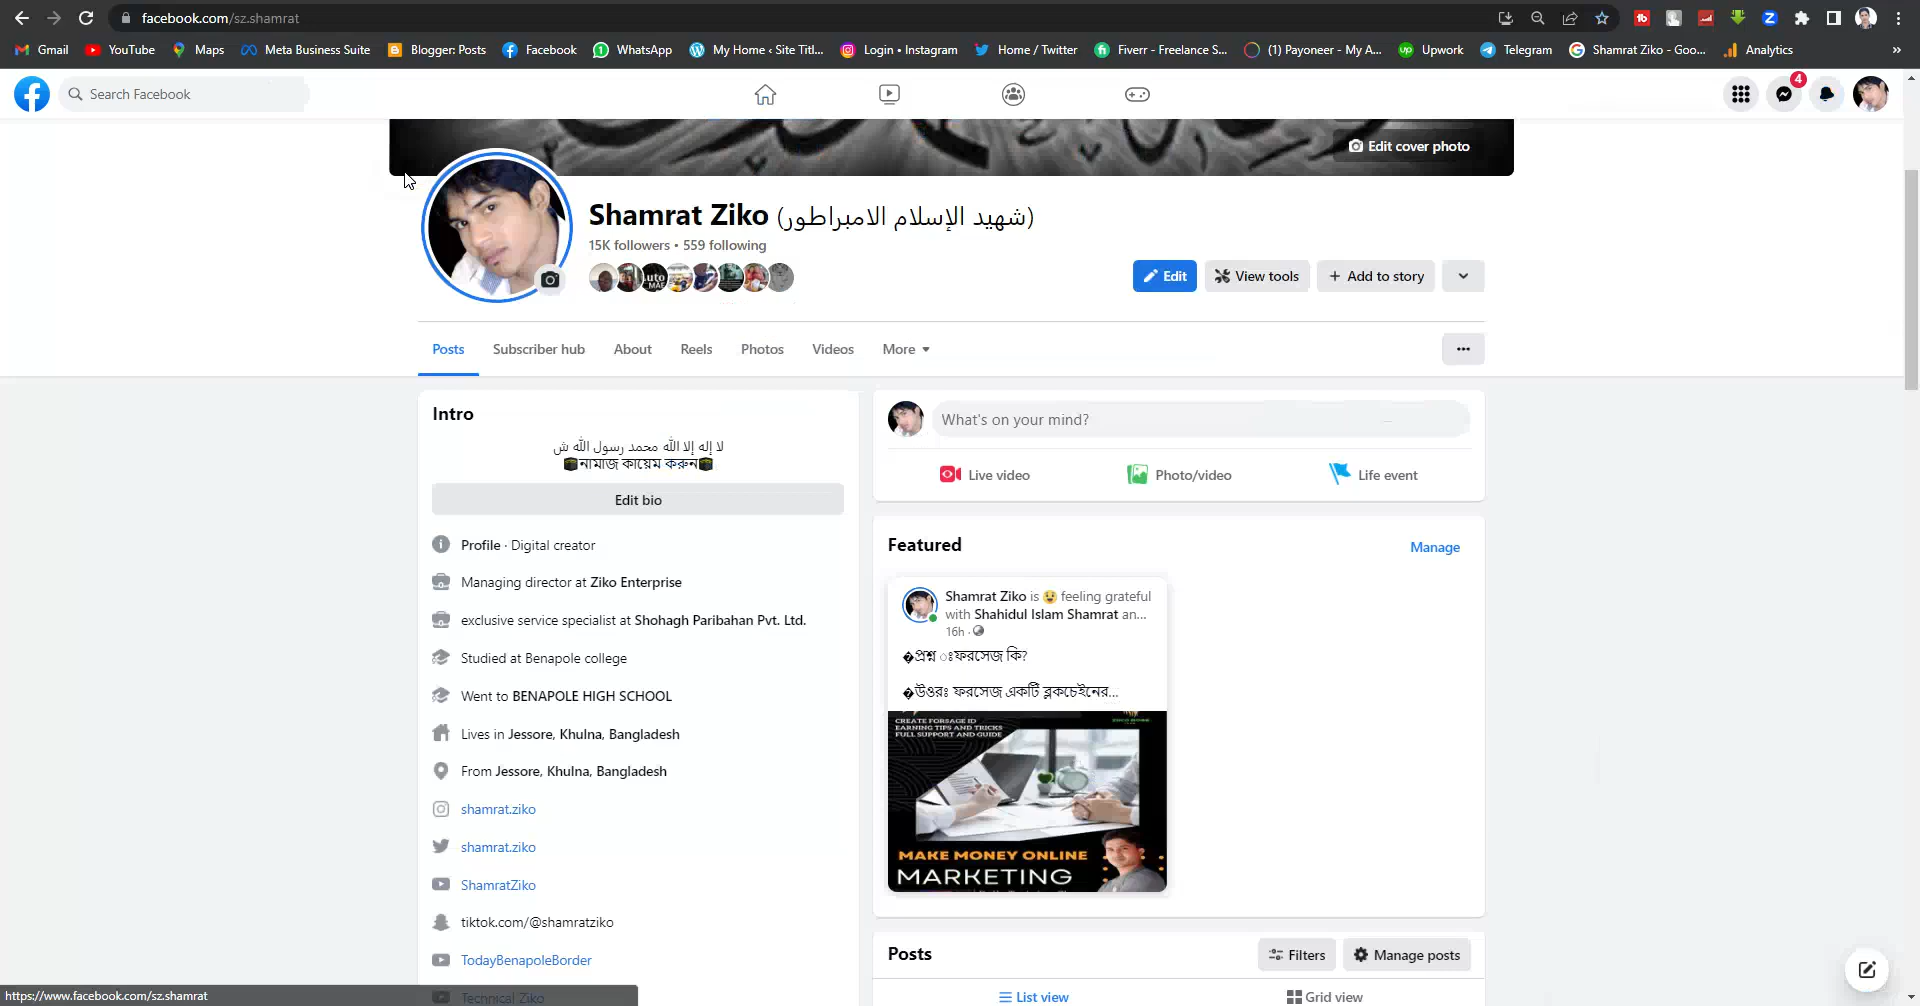 facebook.com/sz.shamrat
Gmail
YouTube
Maps
Meta Business Suite
Blogger: Posts
Facebook
WhatsApp
My Home ‹ Site Titl...
Login • Instagram
Home / Twitter
Fiverr - Freelance S...
(1) Payoneer - My A...
Upwork
Telegram
Shamrat Ziko - Goo...
Analytics
»
Search Facebook
4
Edit cover photo
Shamrat Ziko (شهيد الإسلام الامبراطور)
15K followers • 559 following
Edit
View tools
+ Add to story
Posts
Subscriber hub
About
Reels
Photos
Videos
More
Intro
لا إله إلا الله محمد رسول الله ش
🕋নামাজ কায়েম করুন🕋
Edit bio
Profile · Digital creator
Managing director at Ziko Enterprise
exclusive service specialist at Shohagh Paribahan Pvt. Ltd.
Studied at Benapole college
Went to BENAPOLE HIGH SCHOOL
Lives in Jessore, Khulna, Bangladesh
From Jessore, Khulna, Bangladesh
shamrat.ziko
shamrat.ziko
ShamratZiko
tiktok.com/@shamratziko
TodayBenapoleBorder
Technical Ziko
https://www.facebook.com/sz.shamrat
What's on your mind?
Live video
Photo/video
Life event
Featured
Manage
Shamrat Ziko is 😥 feeling grateful
with Shahidul Islam Shamrat an...
16h ·
�প্রশ্ন ঃফরসেজ কি?
�উওরঃ ফরসেজ একটি ব্লকচেইনের...
CREATE FORSAGE ID
EARNING TIPS AND TRICKS
FULL SUPPORT AND GUIDE
MAKE MONEY ONLINE
MARKETING
Posts
Filters
Manage posts
List view
Grid view